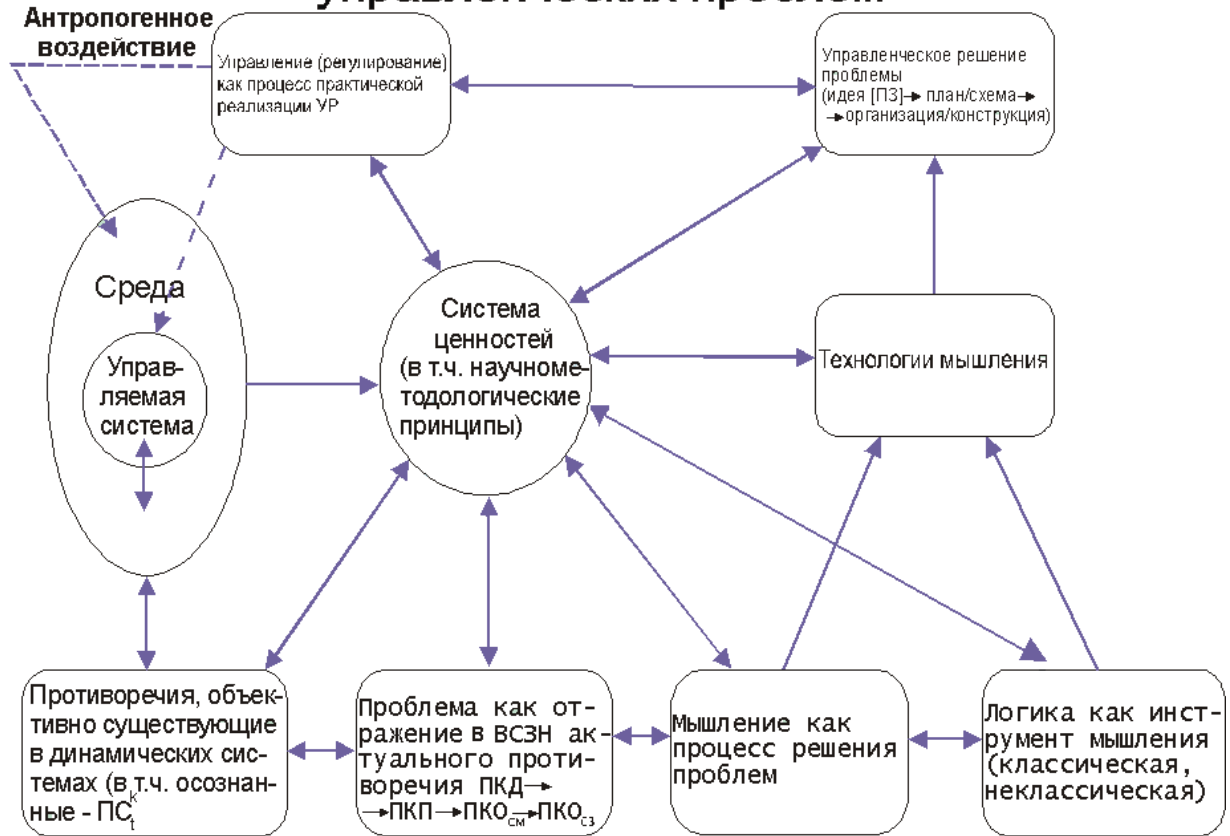 Антропогенное
воздействие
Управление (регулирование)
как процесс практической
реализации УР
Управленческое решение
проблемы
(идея [ПЗ]→ план/схема→
→организация/конструкция)
Среда
Управ-
ляемая
система
Система
ценностей
(в т.ч. научноме-
тодологические
принципы)
Технологии мышления
Противоречия, объек-
тивно существующие
в динамических сис-
темах (в т.ч. осознан-
ные - ПСₜᵏ)
Проблема как от-
ражение в ВСЗН ак-
туального проти-
воречия ПКД→
→ПКП→ПКОсм→ПКОсз
Мышление как
процесс решения
проблем
Логика как инст-
румент мышления
(классическая,
неклассическая)